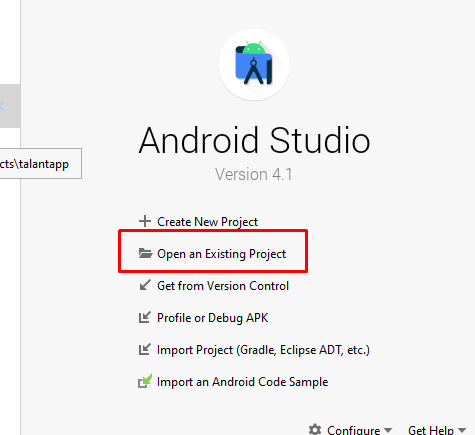 Android Studio
Version 4.1
cts\talantapp
Create New Project
Open an Existing Project
Get from Version Control
Profile or Debug APK
Import Project (Gradle, Eclipse ADT, etc.)
Import an Android Code Sample
Configure Get Help